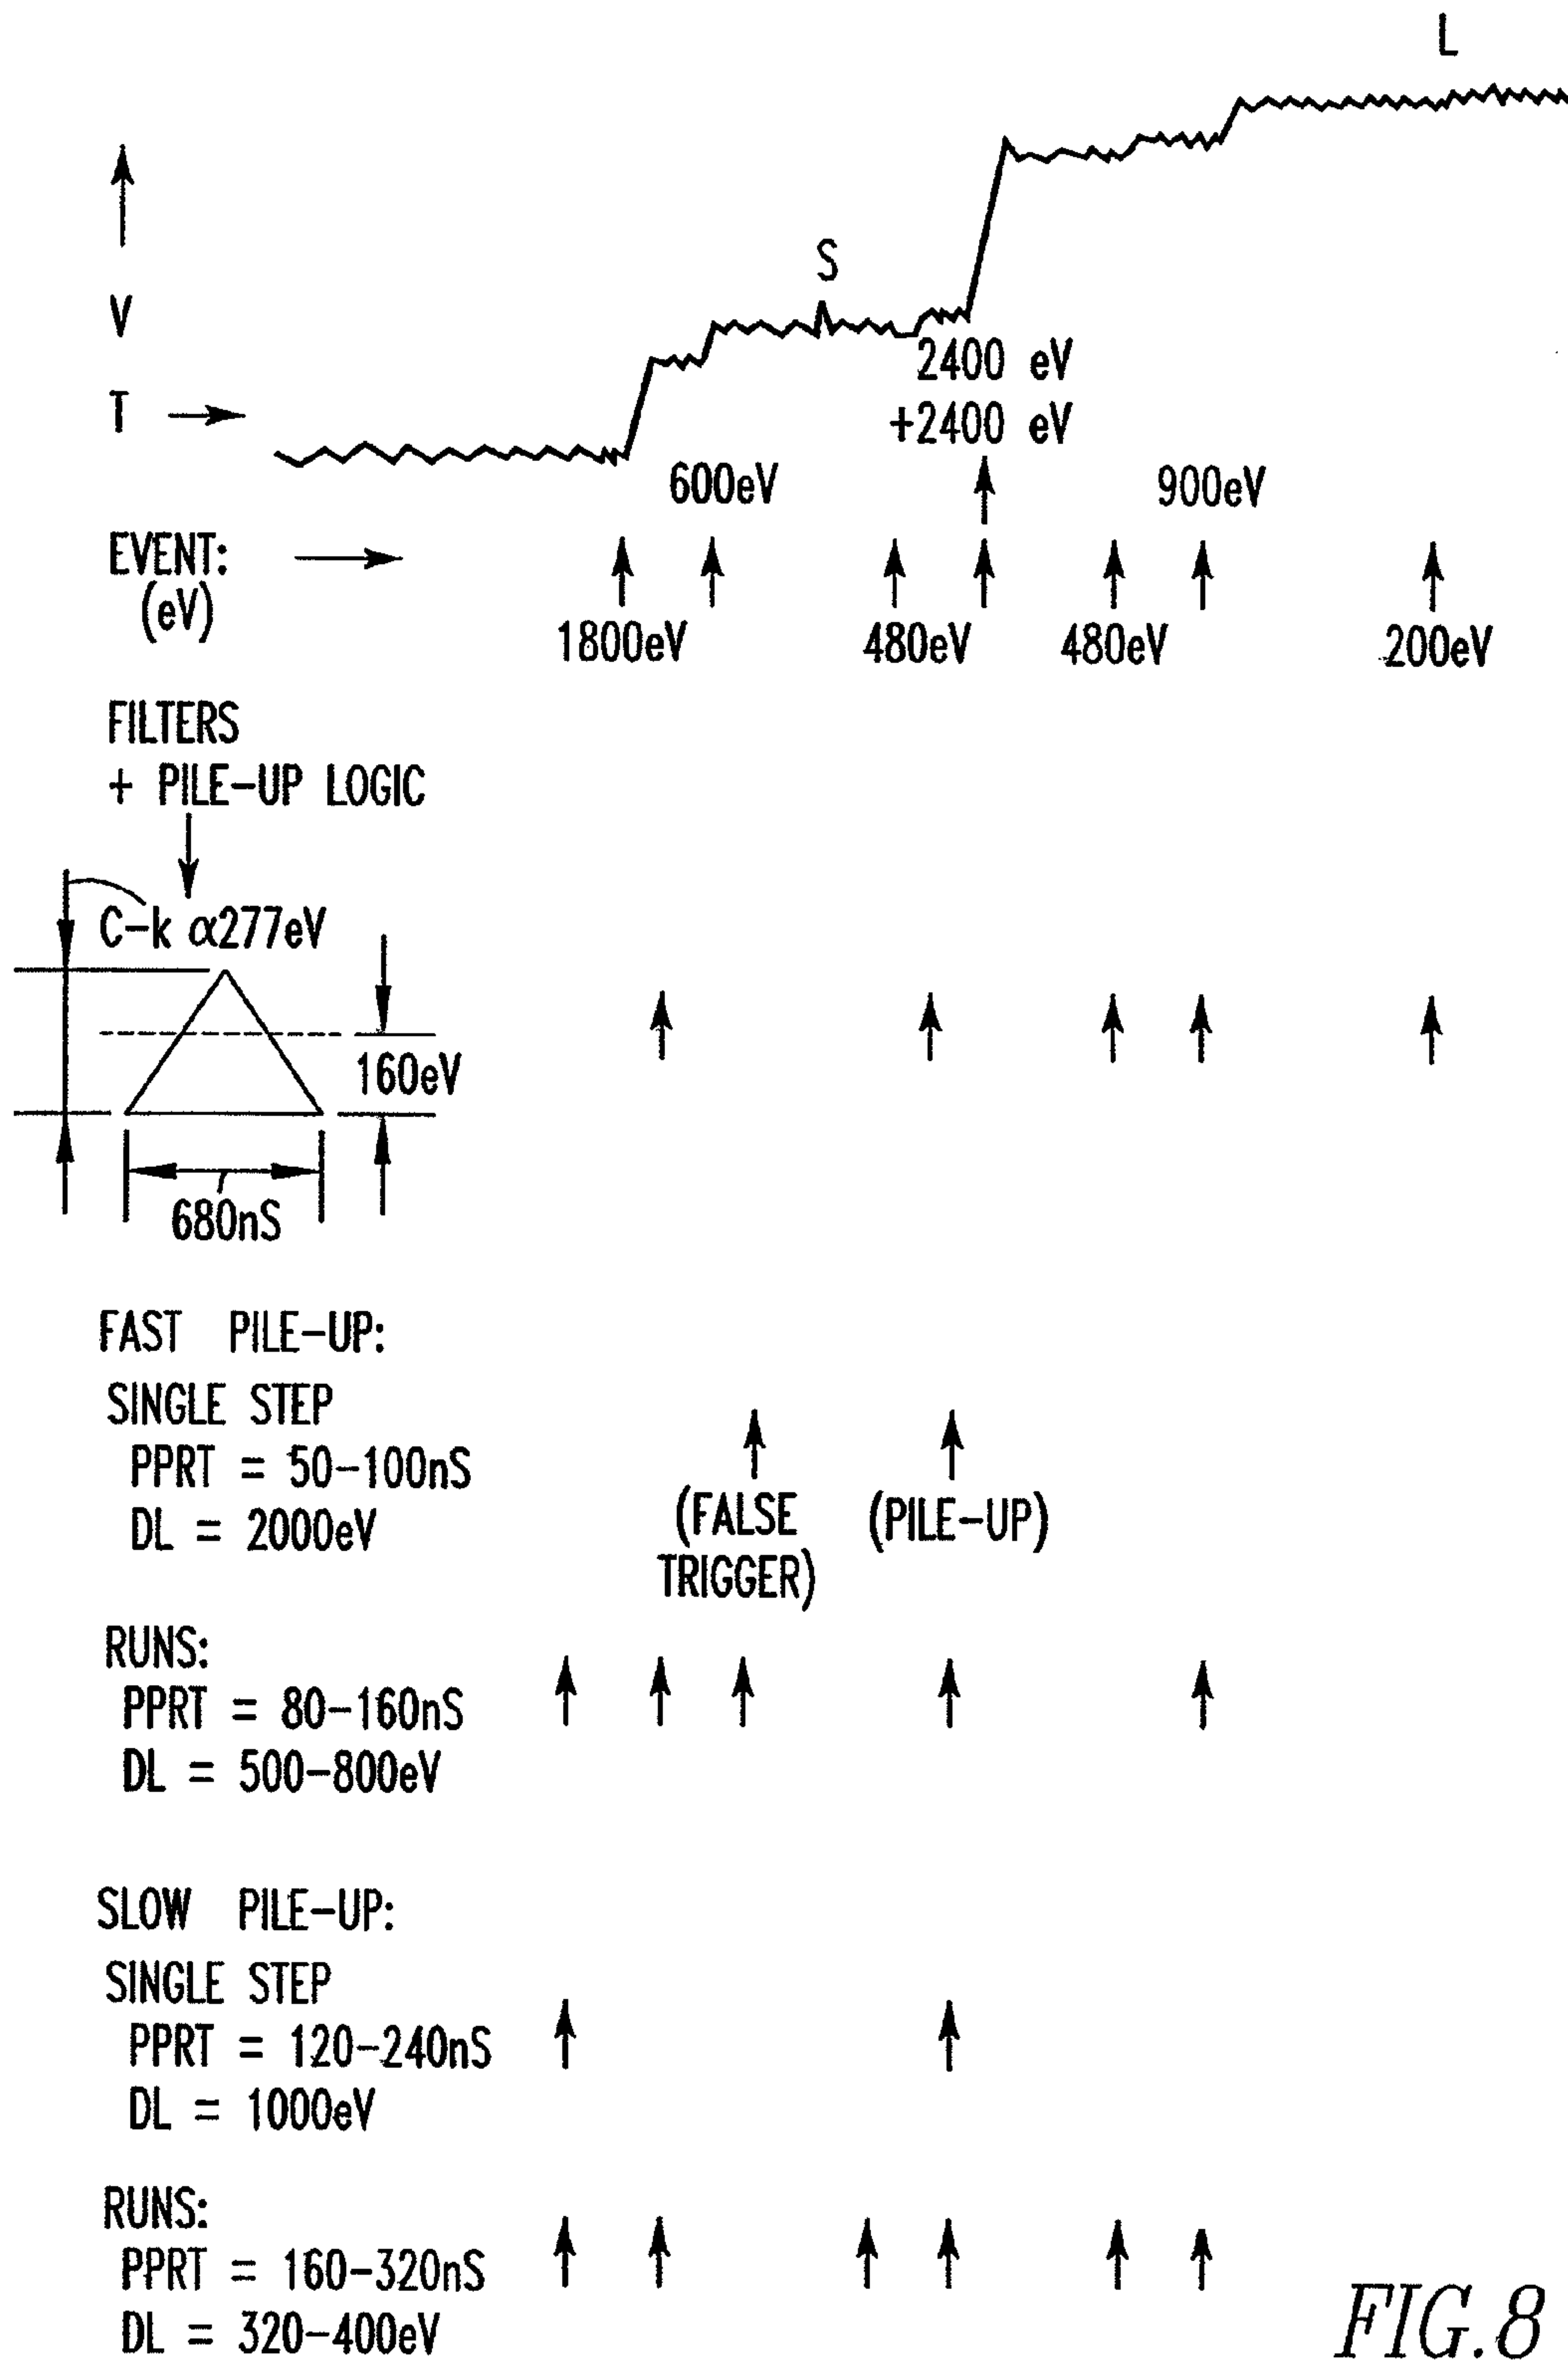 L
S
V
2400 eV
T
+2400 eV
600eV
900eV
EVENT:
(eV)
1800eV
480eV
480eV
200eV
FILTERS
+ PILE-UP LOGIC
C-k α277eV
160eV
680nS
FAST PILE-UP:
SINGLE STEP
PPRT = 50-100nS
DL = 2000eV
(FALSE
TRIGGER)
(PILE-UP)
RUNS:
PPRT = 80-160nS
DL = 500-800eV
SLOW PILE-UP:
SINGLE STEP
PPRT = 120-240nS
DL = 1000eV
RUNS:
PPRT = 160-320nS
DL = 320-400eV
FIG.8